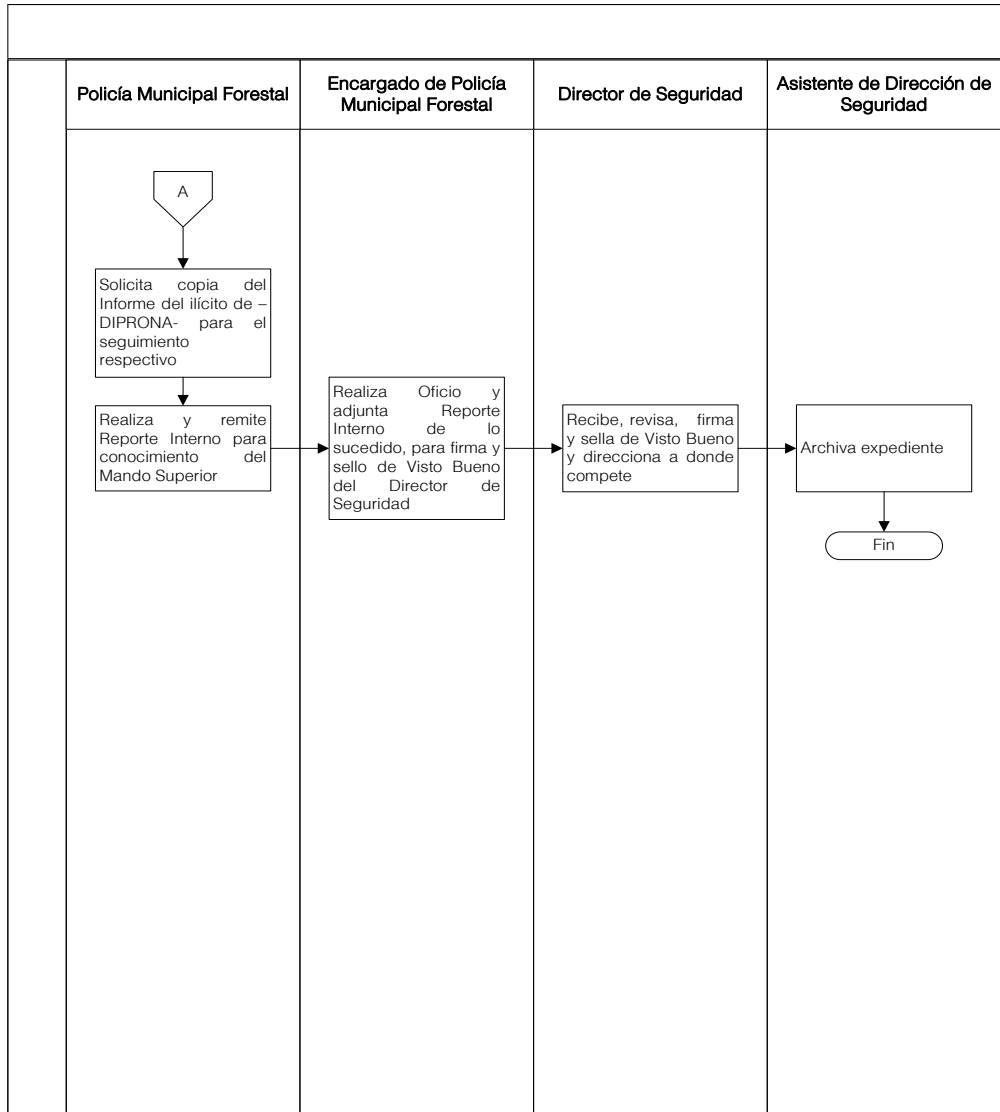 Policía Municipal Forestal
Encargado de Policía
Municipal Forestal
Director de Seguridad
Asistente de Dirección de
Seguridad
A
Solicita copia del
Informe del ilícito de –
DIPRONA- para el
seguimiento
respectivo
Realiza y remite
Reporte Interno para
conocimiento del
Mando Superior
Realiza Oficio y
adjunta Reporte
Interno de lo
sucedido, para firma y
sello de Visto Bueno
del Director de
Seguridad
Recibe, revisa, firma
y sella de Visto Bueno
y direcciona a donde
compete
Archiva expediente
Fin